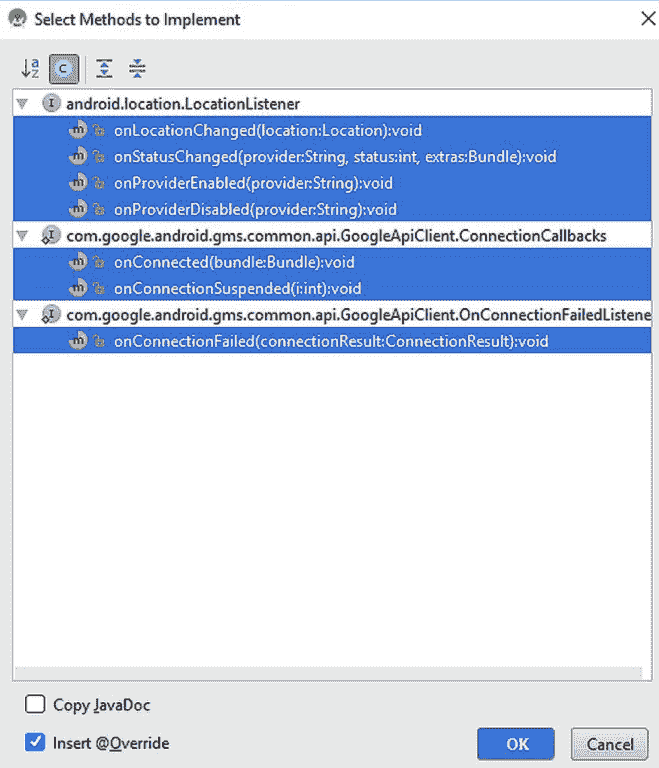 Select Methods to Implement
a
z
C
I android.location.LocationListener
m onLocationChanged(location:Location):void
m onStatusChanged(provider:String, status:int, extras:Bundle):void
m onProviderEnabled(provider:String):void
m onProviderDisabled(provider:String):void
I com.google.android.gms.common.api.GoogleApiClient.ConnectionCallbacks
m onConnected(bundle:Bundle):void
m onConnectionSuspended(i:int):void
I com.google.android.gms.common.api.GoogleApiClient.OnConnectionFailedListene
m onConnectionFailed(connectionResult:ConnectionResult):void
Copy JavaDoc
Insert @Override
OK Cancel